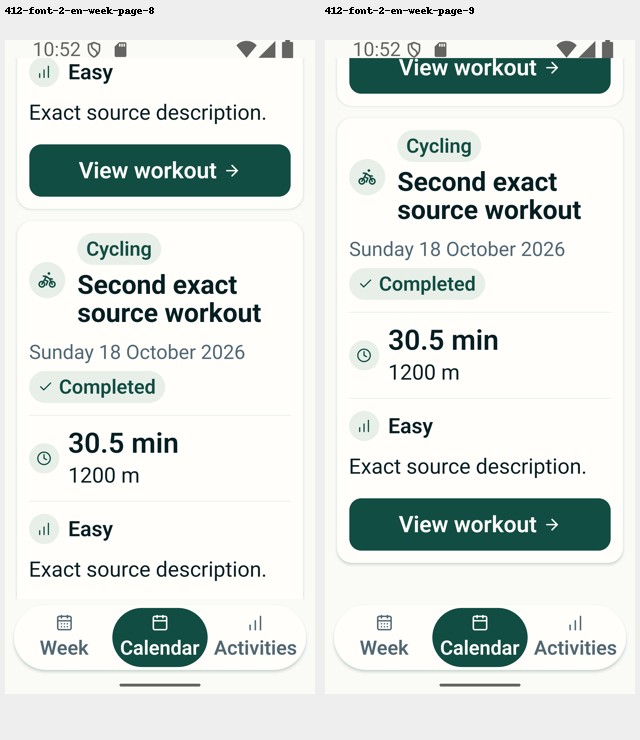 412-font-2-en-week-page-8
10:52
Easy
Exact source description.
View workout →
Cycling
Second exact
source workout
Sunday 18 October 2026
✓ Completed
30.5 min
1200 m
Easy
Exact source description.
Week
Calendar
Activities
412-font-2-en-week-page-9
10:52
View workout →
Cycling
Second exact
source workout
Sunday 18 October 2026
✓ Completed
30.5 min
1200 m
Easy
Exact source description.
View workout →
Week
Calendar
Activities